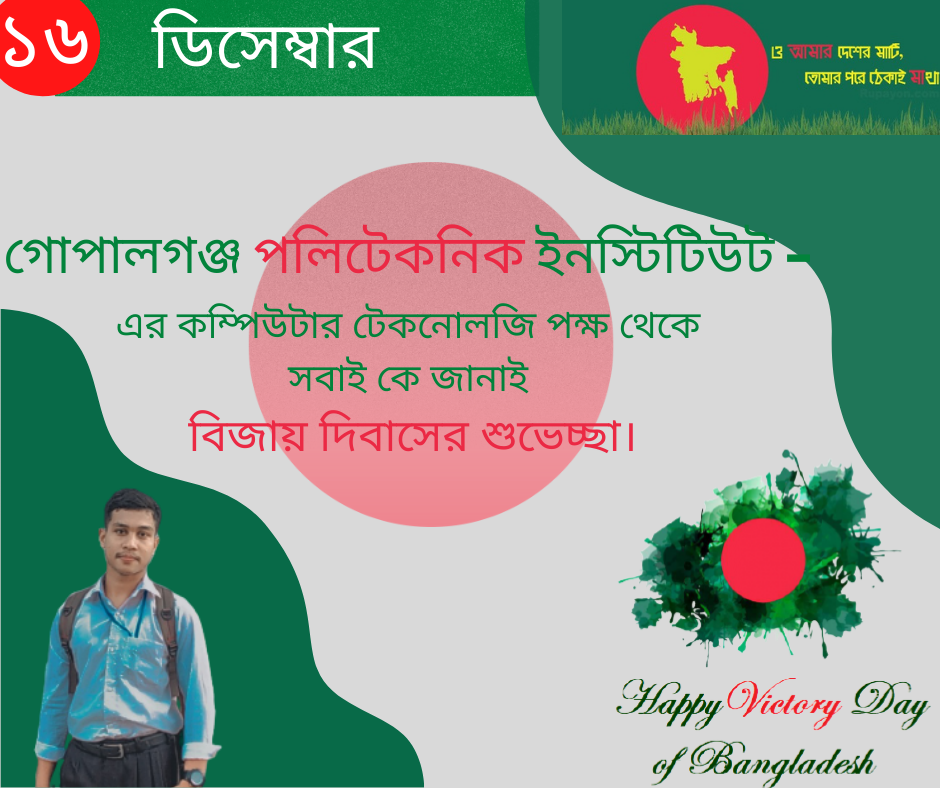 ১৬ ডিসেম্বার
ও আমার দেশের মাটি,
তোমার পরে ঠেকাই মাথা
গোপালগঞ্জ পলিটেকনিক ইনস্টিটিউট –
এর কম্পিউটার টেকনোলজি পক্ষ থেকে
সবাই কে জানাই
বিজায় দিবাসের শুভেচ্ছা।
Happy Victory Day
of Bangladesh